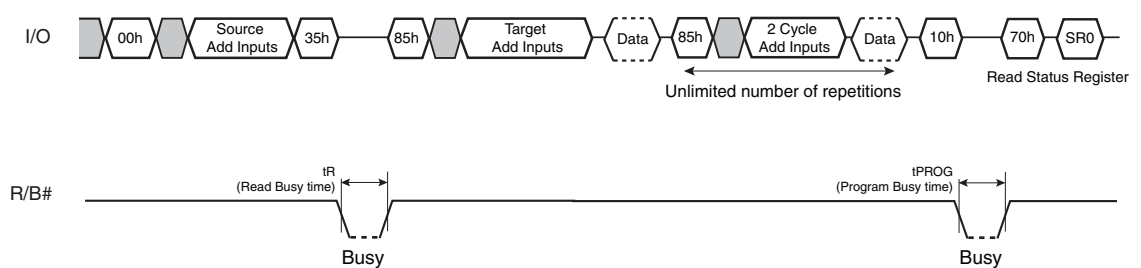 I/O
00h
Source
Add Inputs
35h
85h
Target
Add Inputs
Data
85h
2 Cycle
Add Inputs
Data
10h
70h
SR0
Unlimited number of repetitions
Read Status Register
R/B#
tR
(Read Busy time)
Busy
tPROG
(Program Busy time)
Busy